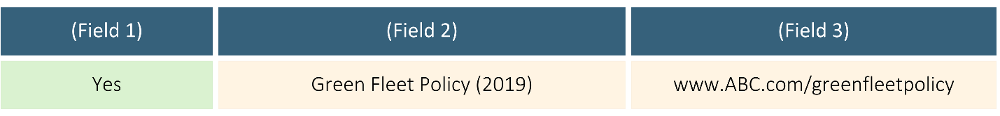 (Field 1) (Field 2) (Field 3)
Yes Green Fleet Policy (2019) www.ABC.com/greenfleetpolicy